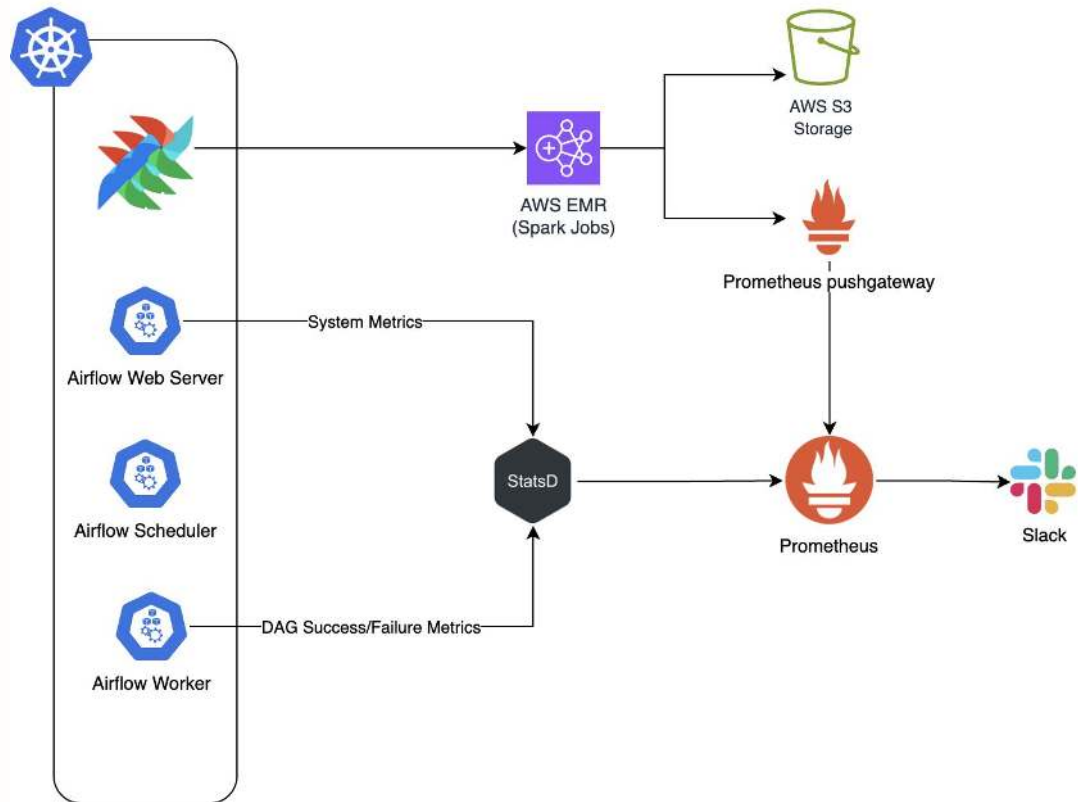 AWS S3
Storage
AWS EMR
(Spark Jobs)
Prometheus pushgateway
System Metrics
Airflow Web Server
StatsD
Airflow Scheduler
Prometheus
Slack
DAG Success/Failure Metrics
Airflow Worker